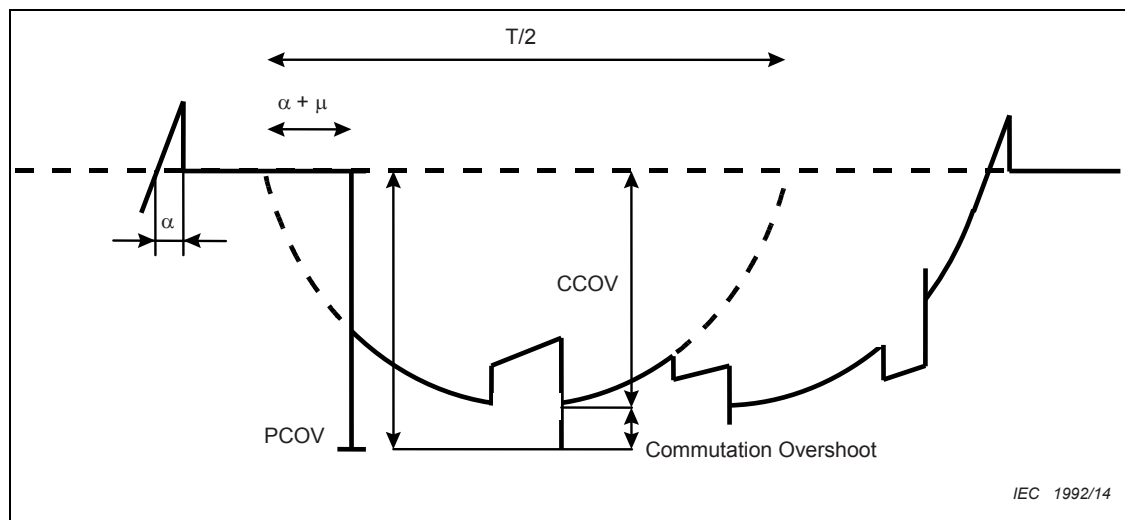 T/2
α + μ
α
CCOV
PCOV
Commutation Overshoot
IEC 1992/14